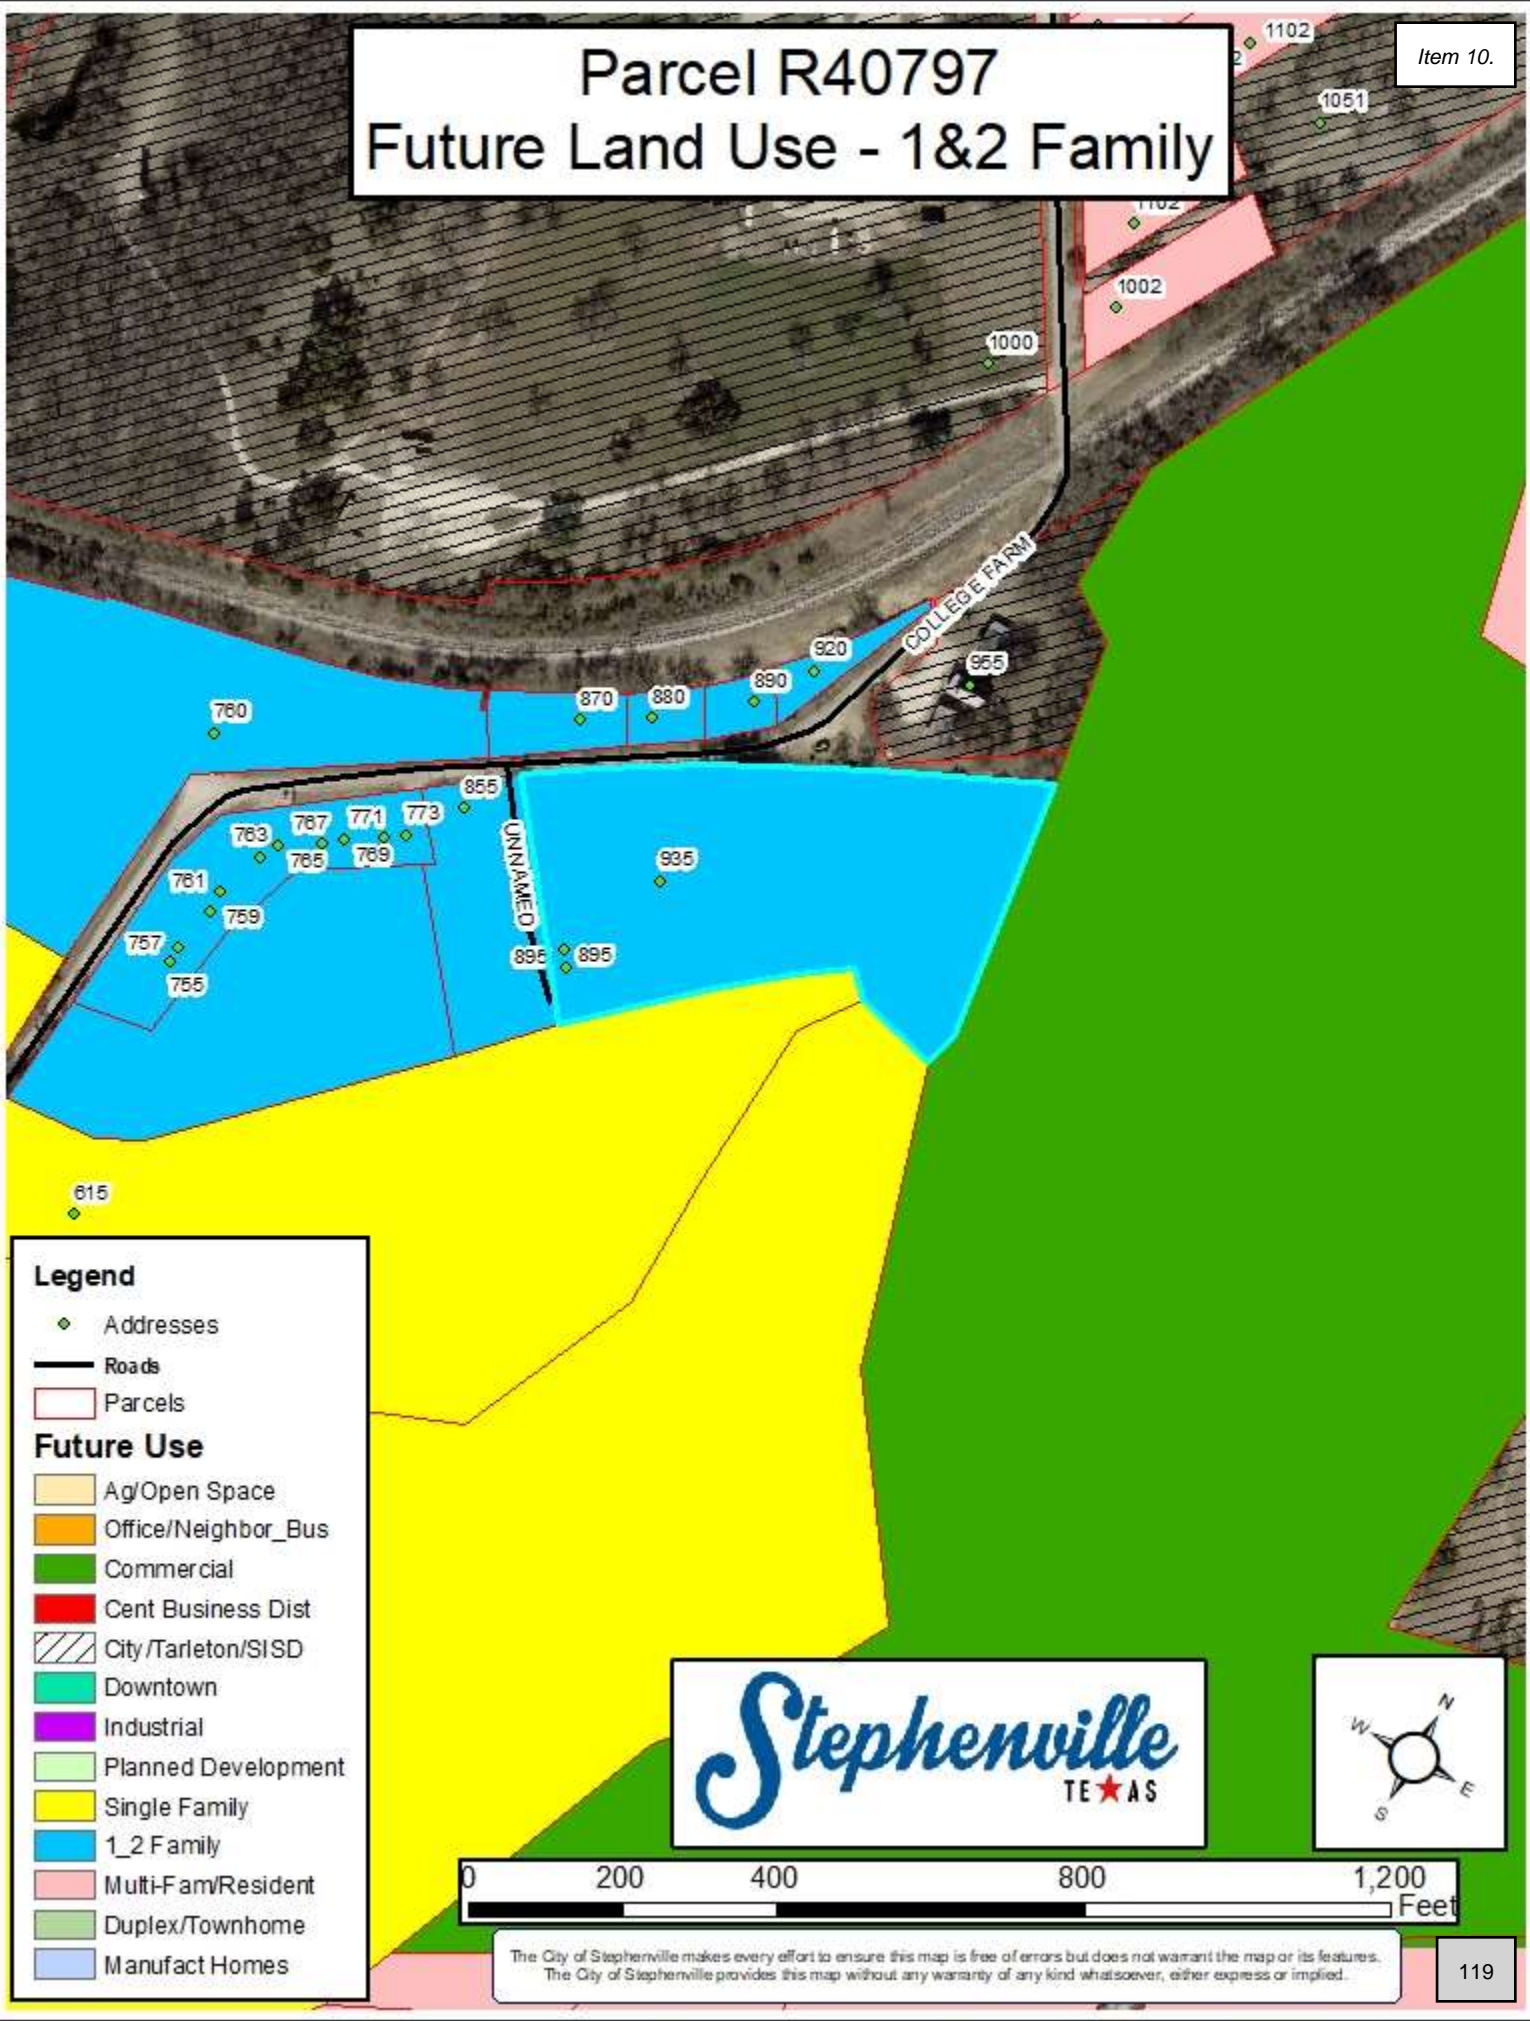 Parcel R40797
Future Land Use - 1&2 Family
Item 10.
1102
1051
1102
1002
1000
COLLEGE FARM
955
920
890
880
870
760
855
773
771
769
767
765
763
761
759
757
755
UNNAMED
935
895
895
615
Legend
Addresses
Roads
Parcels
Future Use
Ag/Open Space
Office/Neighbor_Bus
Commercial
Cent Business Dist
City/Tarleton/SISD
Downtown
Industrial
Planned Development
Single Family
1_2 Family
Multi-Fam/Resident
Duplex/Townhome
Manufact Homes
Stephenville
TEXAS
N
W
E
S
0 200 400 800 1,200
Feet
The City of Stephenville makes every effort to ensure this map is free of errors but does not warrant the map or its features.
The City of Stephenville provides this map without any warranty of any kind whatsoever, either express or implied.
119